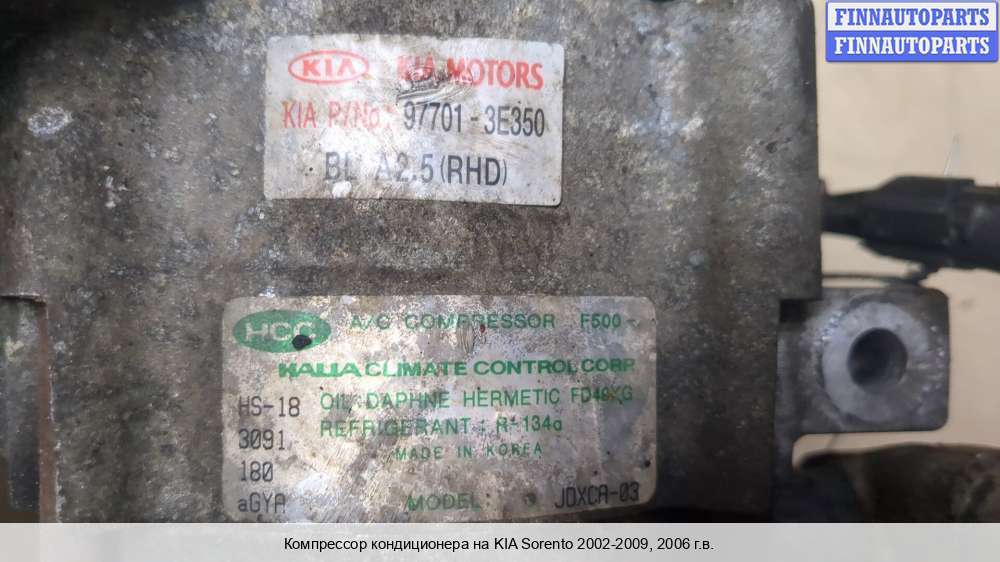 FINNAUTOPARTS
FINNAUTOPARTS
KIA KIA MOTORS
KIA P/No: 97701-3E350
BL A2.5(RHD)
HCC A/C COMPRESSOR F500-
HALLA CLIMATE CONTROL CORP
HS-18 OIL DAPHNE HERMETIC
3091 REFRIGERANT : R-134a
MADE IN KOREA
180
aGYA MODEL: JDXCA-03
Компрессор кондиционера на KIA Sorento 2002-2009, 2006 г.в.